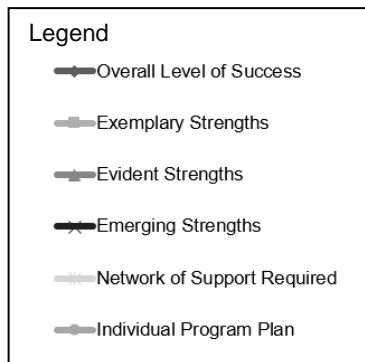 Legend
Overall Level of Success
Exemplary Strengths
Evident Strengths
Emerging Strengths
Network of Support Required
Individual Program Plan